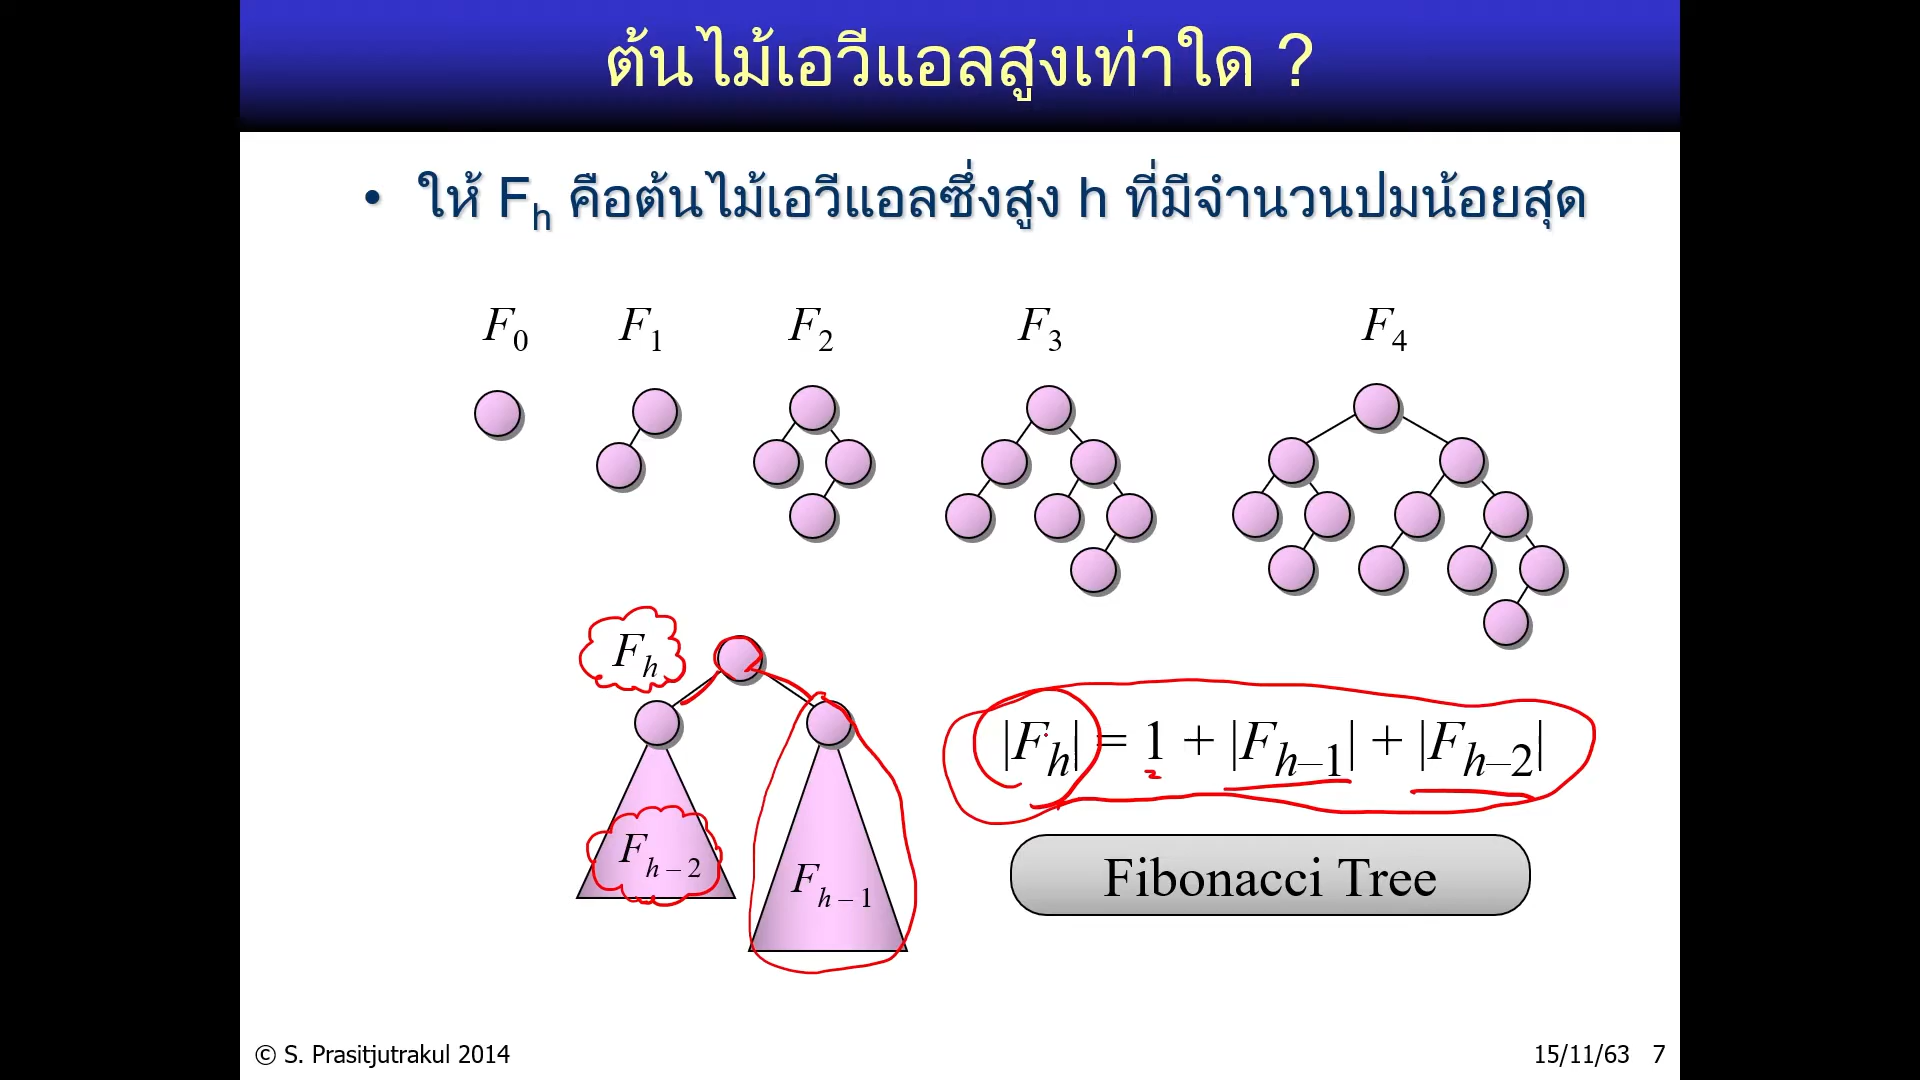 ต้นไม้เอวีแอลสูงเท่าใด ?
• ให้ Fh คือต้นไม้เอวีแอลซึ่งสูง h ที่มีจำนวนปมน้อยสุด
F0 F1 F2 F3 F4
Fh
|Fh| = 1 + |Fh–1| + |Fh–2|
Fh – 2
Fh – 1
Fibonacci Tree
© S. Prasitjutrakul 2014
15/11/63 7